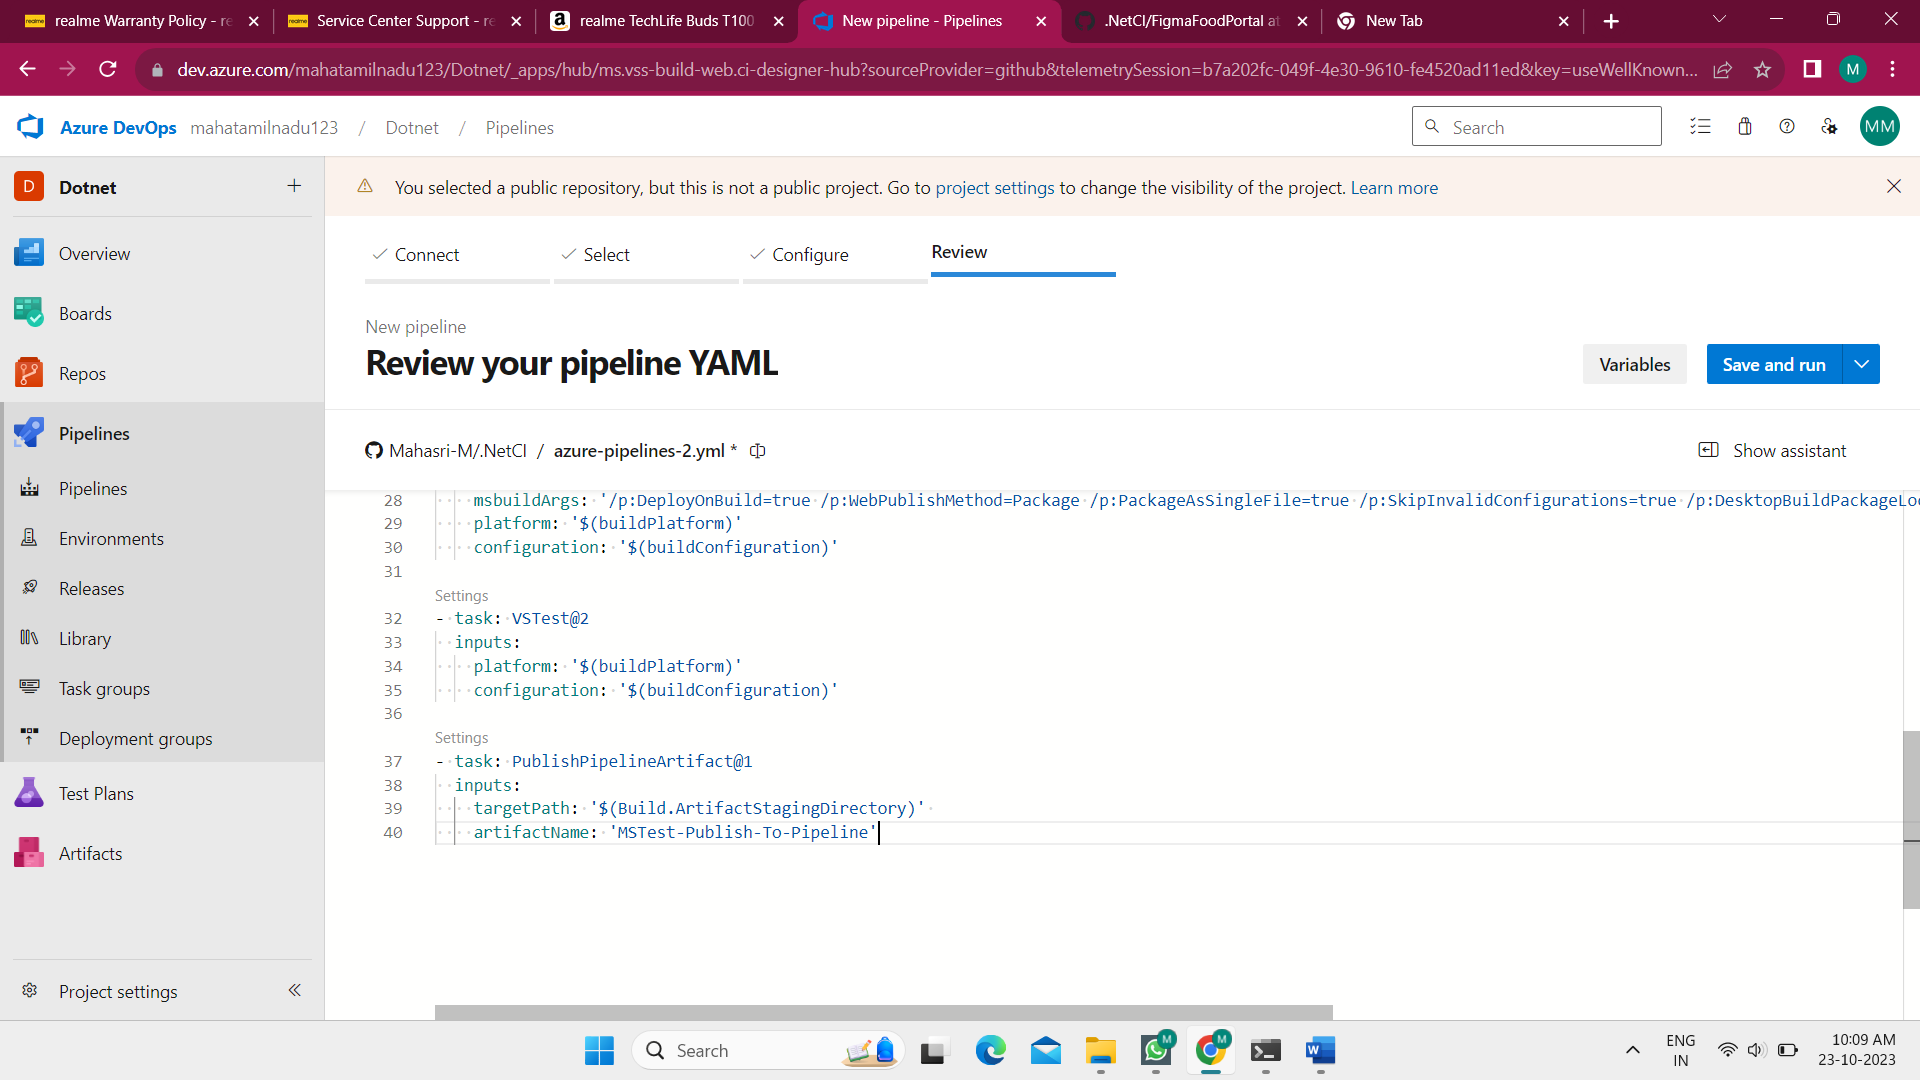 realme Warranty Policy - re
Service Center Support - re
realme TechLife Buds T100
New pipeline - Pipelines
.NetCI/FigmaFoodPortal at
New Tab
dev.azure.com/mahatamilnadu123/Dotnet/_apps/hub/ms.vss-build-web.ci-designer-hub?sourceProvider=github&telemetrySession=b7a202fc-049f-4e30-9610-fe4520ad11ed&key=useWellKnown...
M
Azure DevOps mahatamilnadu123 / Dotnet / Pipelines
Search
MM
D Dotnet
You selected a public repository, but this is not a public project. Go to project settings to change the visibility of the project. Learn more
Overview
Boards
Repos
Pipelines
Pipelines
Environments
Releases
Library
Task groups
Deployment groups
Test Plans
Artifacts
Project settings
Connect
Select
Configure
Review
New pipeline
Review your pipeline YAML
Variables
Save and run
Mahasri-M/.NetCI / azure-pipelines-2.yml *
Show assistant
28 msbuildArgs: '/p:DeployOnBuild=true /p:WebPublishMethod=Package /p:PackageAsSingleFile=true /p:SkipInvalidConfigurations=true /p:DesktopBuildPackageLoc
29 platform: '$(buildPlatform)'
30 configuration: '$(buildConfiguration)'
31
Settings
32 - task: VSTest@2
33 inputs:
34 platform: '$(buildPlatform)'
35 configuration: '$(buildConfiguration)'
36
Settings
37 - task: PublishPipelineArtifact@1
38 inputs:
39 targetPath: '$(Build.ArtifactStagingDirectory)'
40 artifactName: 'MSTest-Publish-To-Pipeline'
Search
M
M
ENG
IN
10:09 AM
23-10-2023